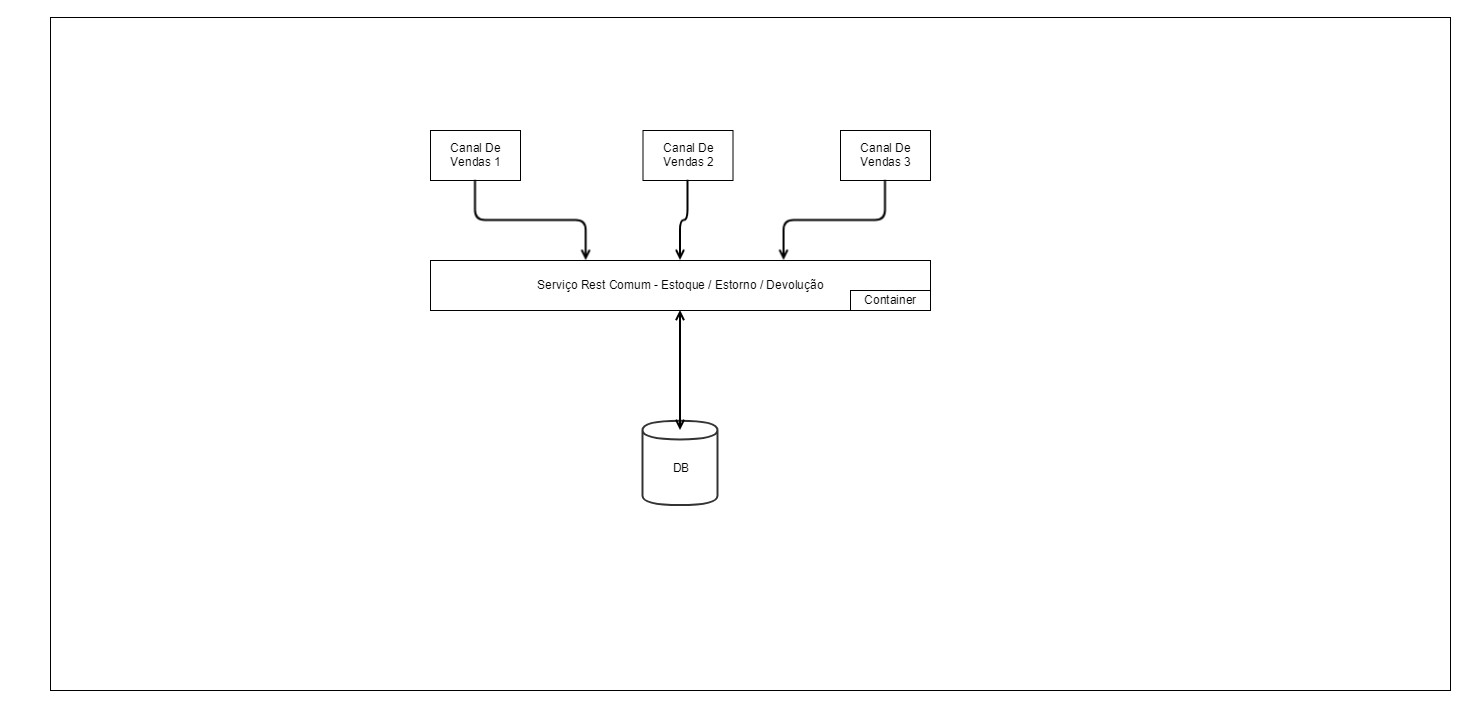 Canal De
Vendas 1
Canal De
Vendas 2
Canal De
Vendas 3
Serviço Rest Comum - Estoque / Estorno / Devolução
Container
DB